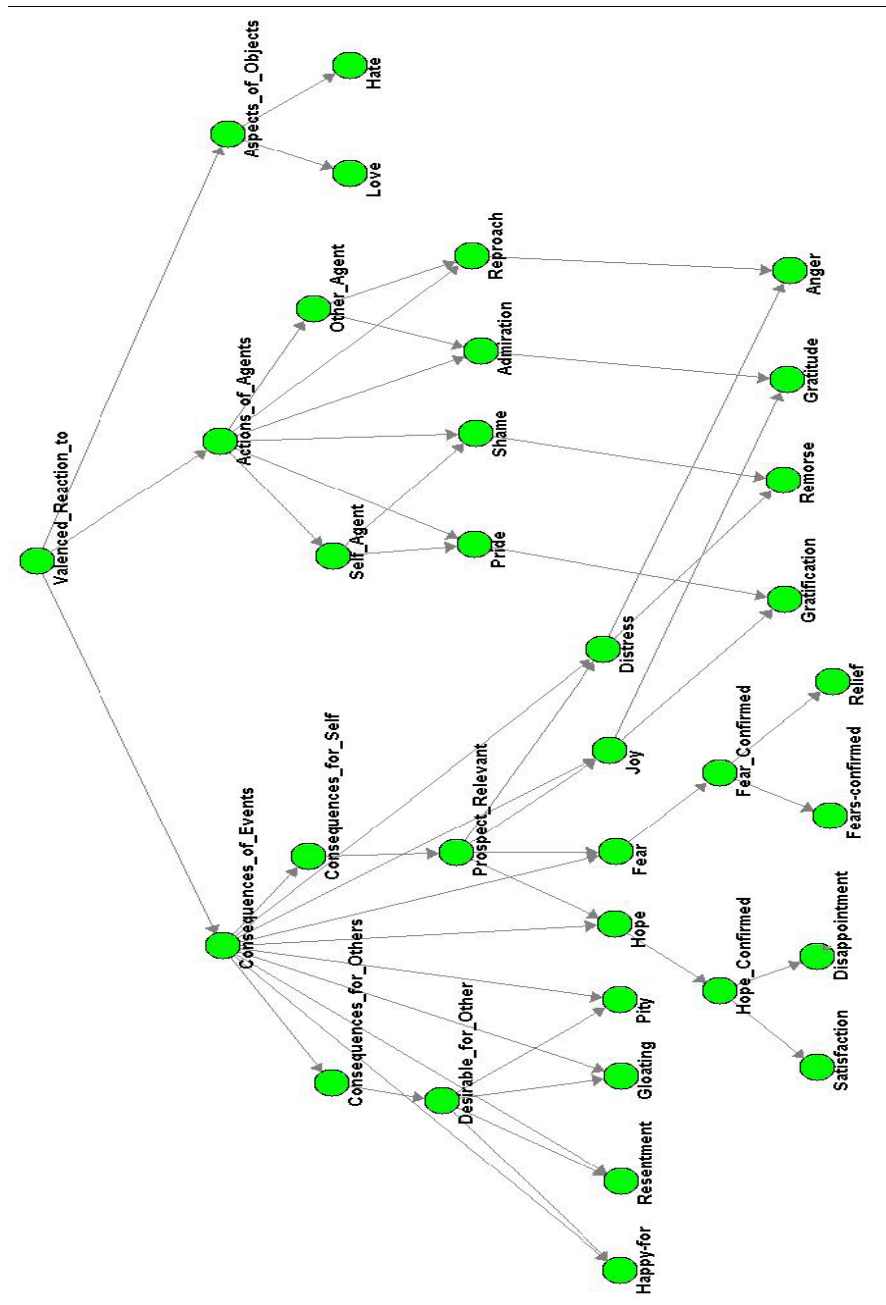 Valenced_Reaction_to
Consequences_of_Events
Actions_of_Agents
Aspects_of_Objects
Consequences_for_Others
Consequences_for_Self
Self_Agent
Other_Agent
Love
Hate
Desirable_for_Other
Prospect_Relevant
Pride
Shame
Admiration
Reproach
Happy-for
Resentment
Gloating
Pity
Hope
Fear
Joy
Distress
Hope_Confirmed
Fear_Confirmed
Satisfaction
Disappointment
Fears-confirmed
Relief
Gratification
Remorse
Gratitude
Anger